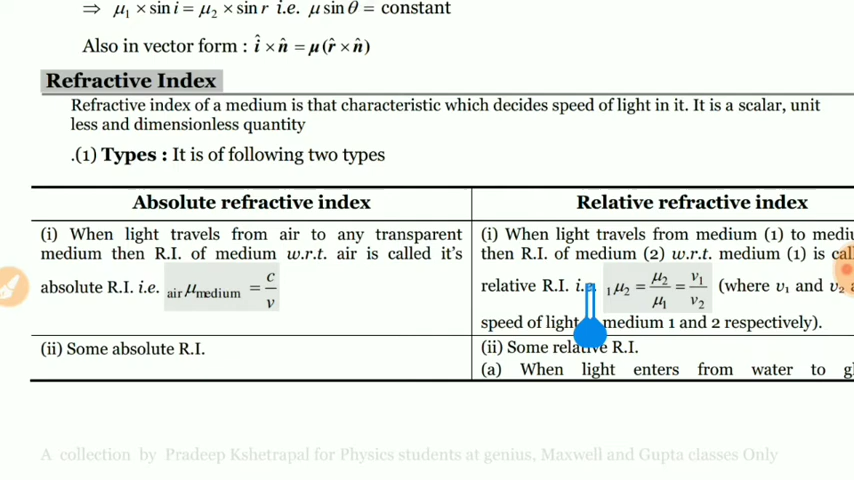 ⇒ μ₁ × sin i = μ₂ × sin r i.e. μ sin θ = constant
Also in vector form : î × n̂ = μ(r̂ × n̂)
Refractive Index
Refractive index of a medium is that characteristic which decides speed of light in it. It is a scalar, unit
less and dimensionless quantity
.(1) Types : It is of following two types
Absolute refractive index
(i) When light travels from air to any transparent
medium then R.I. of medium w.r.t. air is called it's
absolute R.I. i.e. air μ medium = c/v
(ii) Some absolute R.I.
Relative refractive index
(i) When light travels from medium (1) to
then R.I. of medium (2) w.r.t. medium (1) is
relative R.I. ₁μ₂ = μ₂/μ₁ = v₁/v₂ (where v₁ and v₂
speed of light medium 1 and 2 respectively).
(ii) Some relative R.I.
(a) When light enters from water to
A collection by Pradeep Kshetrapal for Physics students at genius, Maxwell and Gupta classes Only